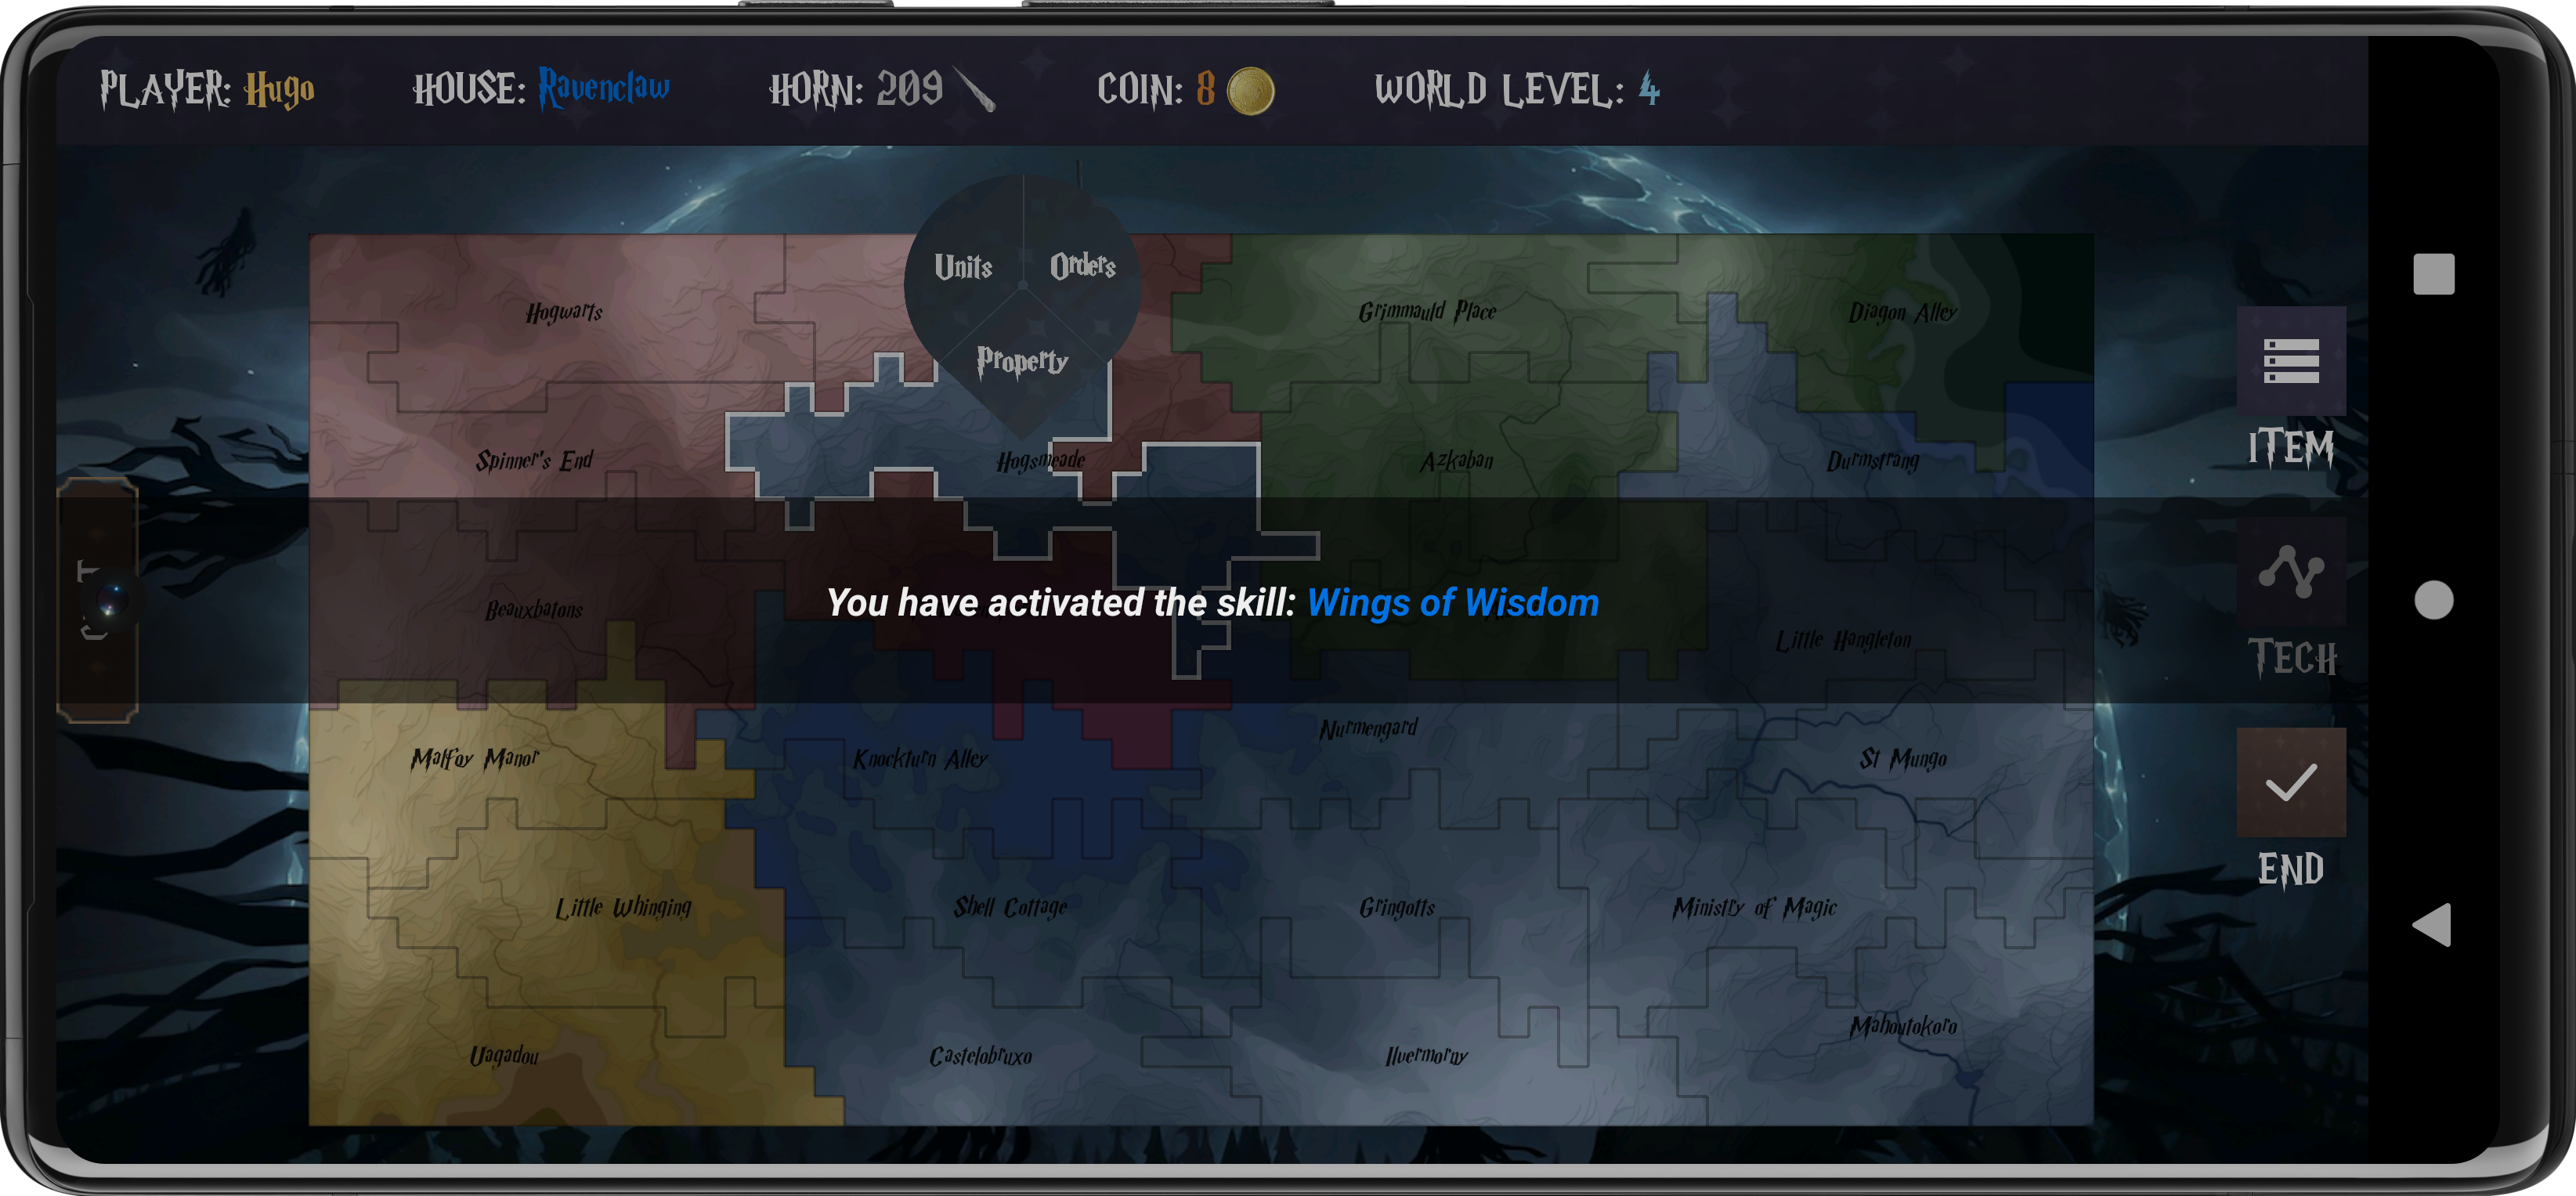 PLAYER: Hugo HOUSE: Ravenclaw HORN: 209 COIN: 8 WORLD LEVEL: 4
Units Orders
Property
Hogwarts Grimmauld Place Diagon Alley
Spinner's End Hogsmeade Azkaban Durmstrang
ITEM
You have activated the skill: Wings of Wisdom
Beauxbatons Little Hangleton
TECH
Malfoy Manor Knockturn Alley Nurmengard St Mungo
END
Little Whinging Shell Cottage Gringotts Ministry of Magic
Uagadou Castelobruxo Ilvermorny Mahoutokoro